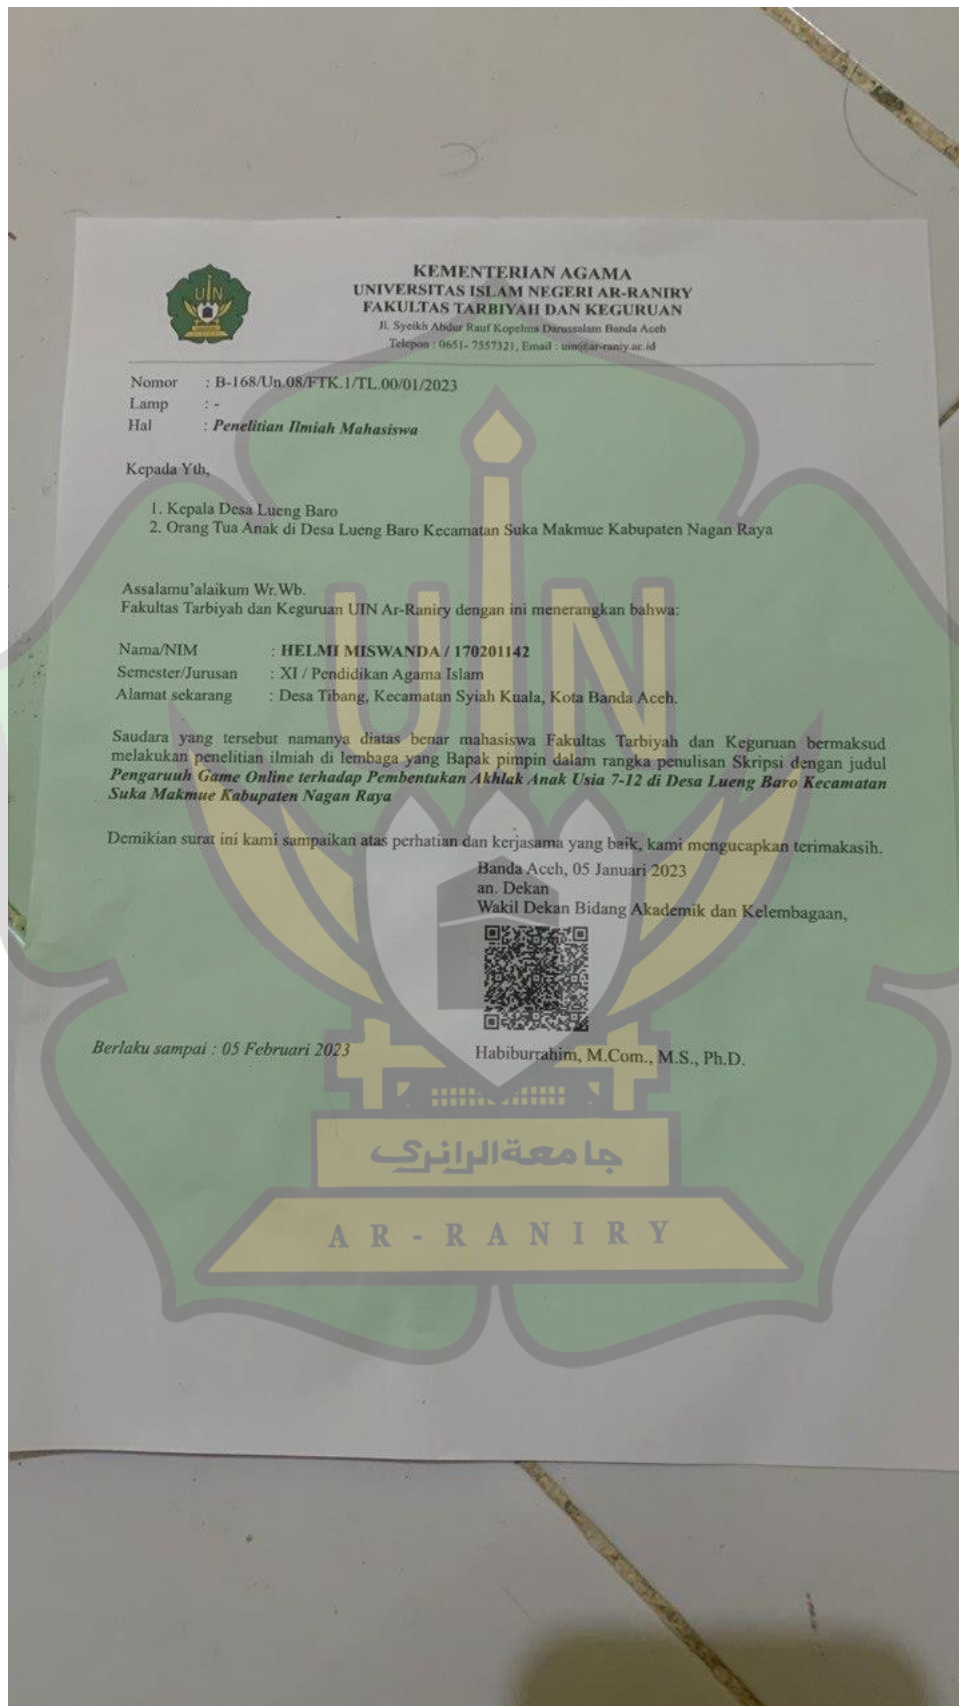 KEMENTERIAN AGAMA
UNIVERSITAS ISLAM NEGERI AR-RANIRY
FAKULTAS TARBIYAH DAN KEGURUAN
Jl. Syeikh Abdur Rauf Kopelma Darussalam Banda Aceh
Telepon : 0651- 7557321, Email : uin@ar-raniy.ac.id
UIN
Nomor : B-168/Un.08/FTK.1/TL.00/01/2023
Lamp : -
Hal : Penelitian Ilmiah Mahasiswa
Kepada Yth,
1. Kepala Desa Lueng Baro
2. Orang Tua Anak di Desa Lueng Baro Kecamatan Suka Makmue Kabupaten Nagan Raya
Assalamu'alaikum Wr.Wb.
Fakultas Tarbiyah dan Keguruan UIN Ar-Raniry dengan ini menerangkan bahwa:
Nama/NIM : HELMI MISWANDA / 170201142
Semester/Jurusan : XI / Pendidikan Agama Islam
Alamat sekarang : Desa Tibang, Kecamatan Syiah Kuala, Kota Banda Aceh.
UIN
Saudara yang tersebut namanya diatas benar mahasiswa Fakultas Tarbiyah dan Keguruan bermaksud
melakukan penelitian ilmiah di lembaga yang Bapak pimpin dalam rangka penulisan Skripsi dengan judul
Pengaruuh Game Online terhadap Pembentukan Akhlak Anak Usia 7-12 di Desa Lueng Baro Kecamatan
Suka Makmue Kabupaten Nagan Raya
Demikian surat ini kami sampaikan atas perhatian dan kerjasama yang baik, kami mengucapkan terimakasih.
Banda Aceh, 05 Januari 2023
an. Dekan
Wakil Dekan Bidang Akademik dan Kelembagaan,
Berlaku sampai : 05 Februari 2023
Habiburrahim, M.Com., M.S., Ph.D.
جامعةالرانري
AR-RANIRY